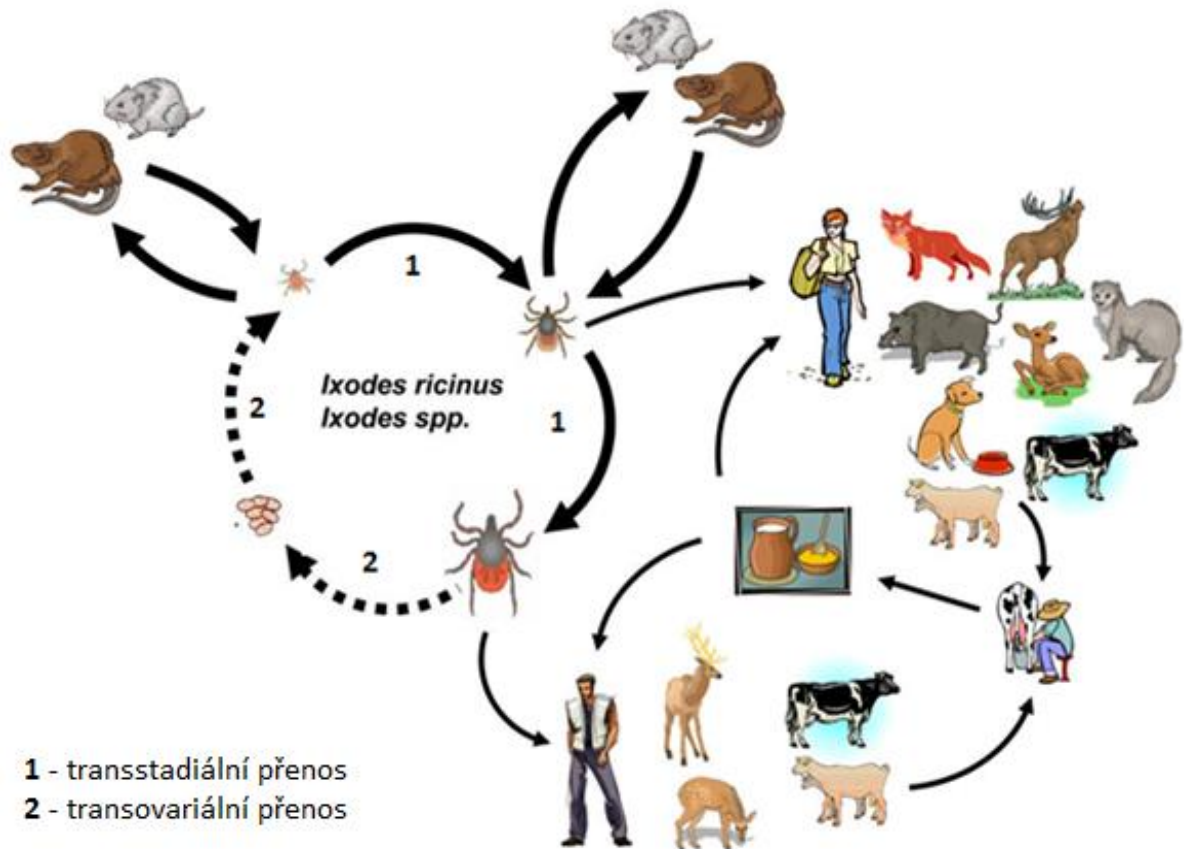 1
Ixodes ricinus
Ixodes spp.
2
1
2
1 - transstadiální přenos
2 - transovariální přenos